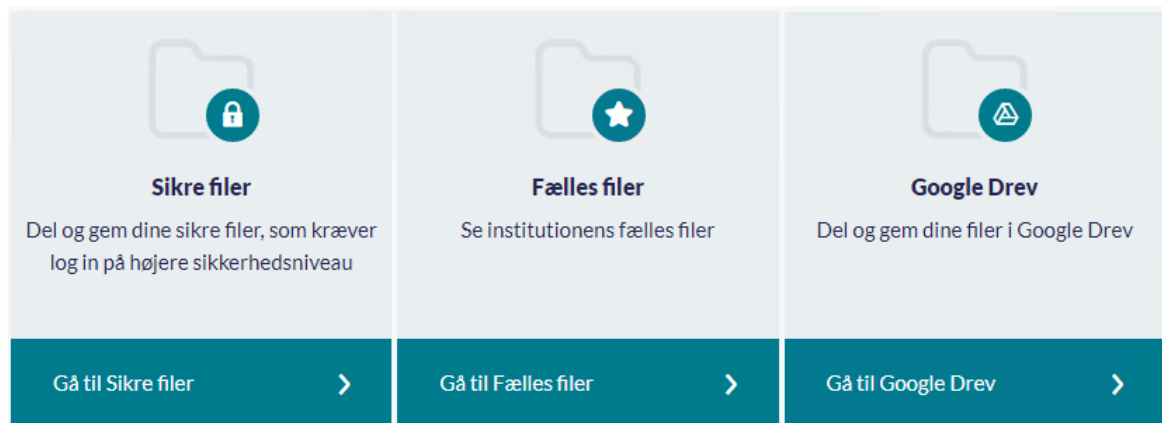 Sikre filer
Del og gem dine sikre filer, som kræver
log in på højere sikkerhedsniveau
Gå til Sikre filer
Fælles filer
Se institutionens fælles filer
Gå til Fælles filer
Google Drev
Del og gem dine filer i Google Drev
Gå til Google Drev